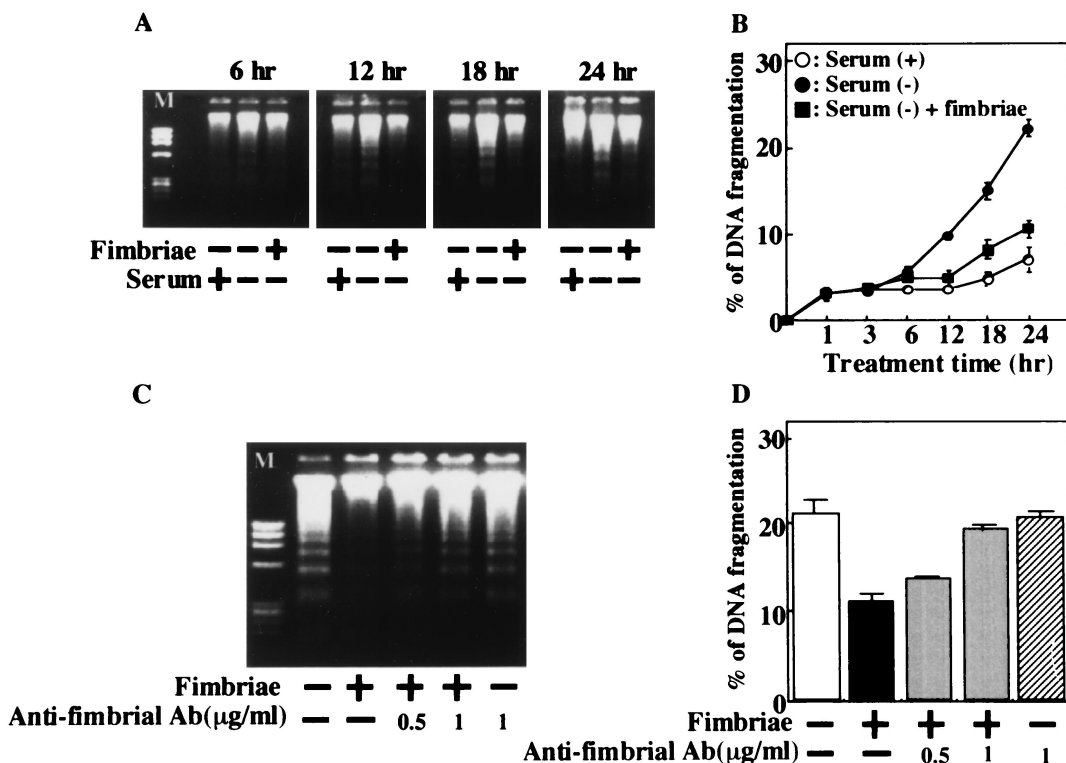 A
6 hr 12 hr 18 hr 24 hr
M
Fimbriae − − + − − + − − + − − +
Serum + − − + − − + − − + − −
B
○: Serum (+)
●: Serum (-)
■: Serum (-) + fimbriae
% of DNA fragmentation
30
20
10
0
1 3 6 12 18 24
Treatment time (hr)
C
M
Fimbriae − + + + −
Anti-fimbrial Ab(μg/ml) − − 0.5 1 1
D
% of DNA fragmentation
30
20
10
0
Fimbriae − + + + −
Anti-fimbrial Ab(μg/ml) − − 0.5 1 1